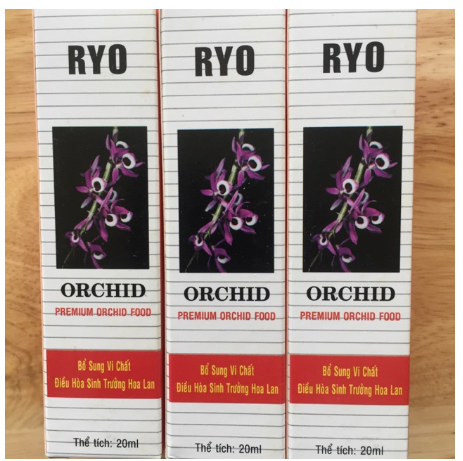 RYO
ORCHID
PREMIUM ORCHID FOOD
Bổ Sung Vi Chất
Điều Hòa Sinh Trưởng Hoa Lan
Thể tích: 20ml
RYO
ORCHID
PREMIUM ORCHID FOOD
Bổ Sung Vi Chất
Điều Hòa Sinh Trưởng Hoa Lan
Thể tích: 20ml
RYO
ORCHID
PREMIUM ORCHID FOOD
Bổ Sung Vi Chất
Điều Hòa Sinh Trưởng Hoa Lan
Thể tích: 20ml